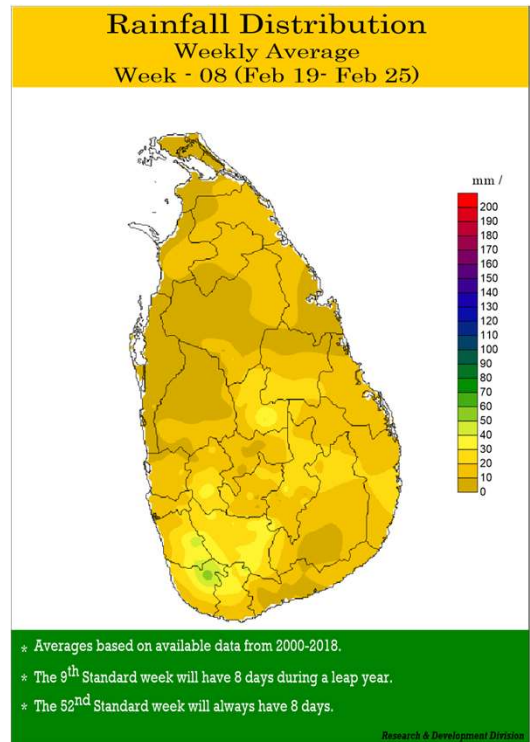 Rainfall Distribution
Weekly Average
Week - 08 (Feb 19- Feb 25)
mm /
200
190
180
170
160
150
140
130
120
110
100
90
80
70
60
50
40
30
20
10
0
* Averages based on available data from 2000-2018.
* The 9th Standard week will have 8 days during a leap year.
* The 52nd Standard week will always have 8 days.
Research & Development Division